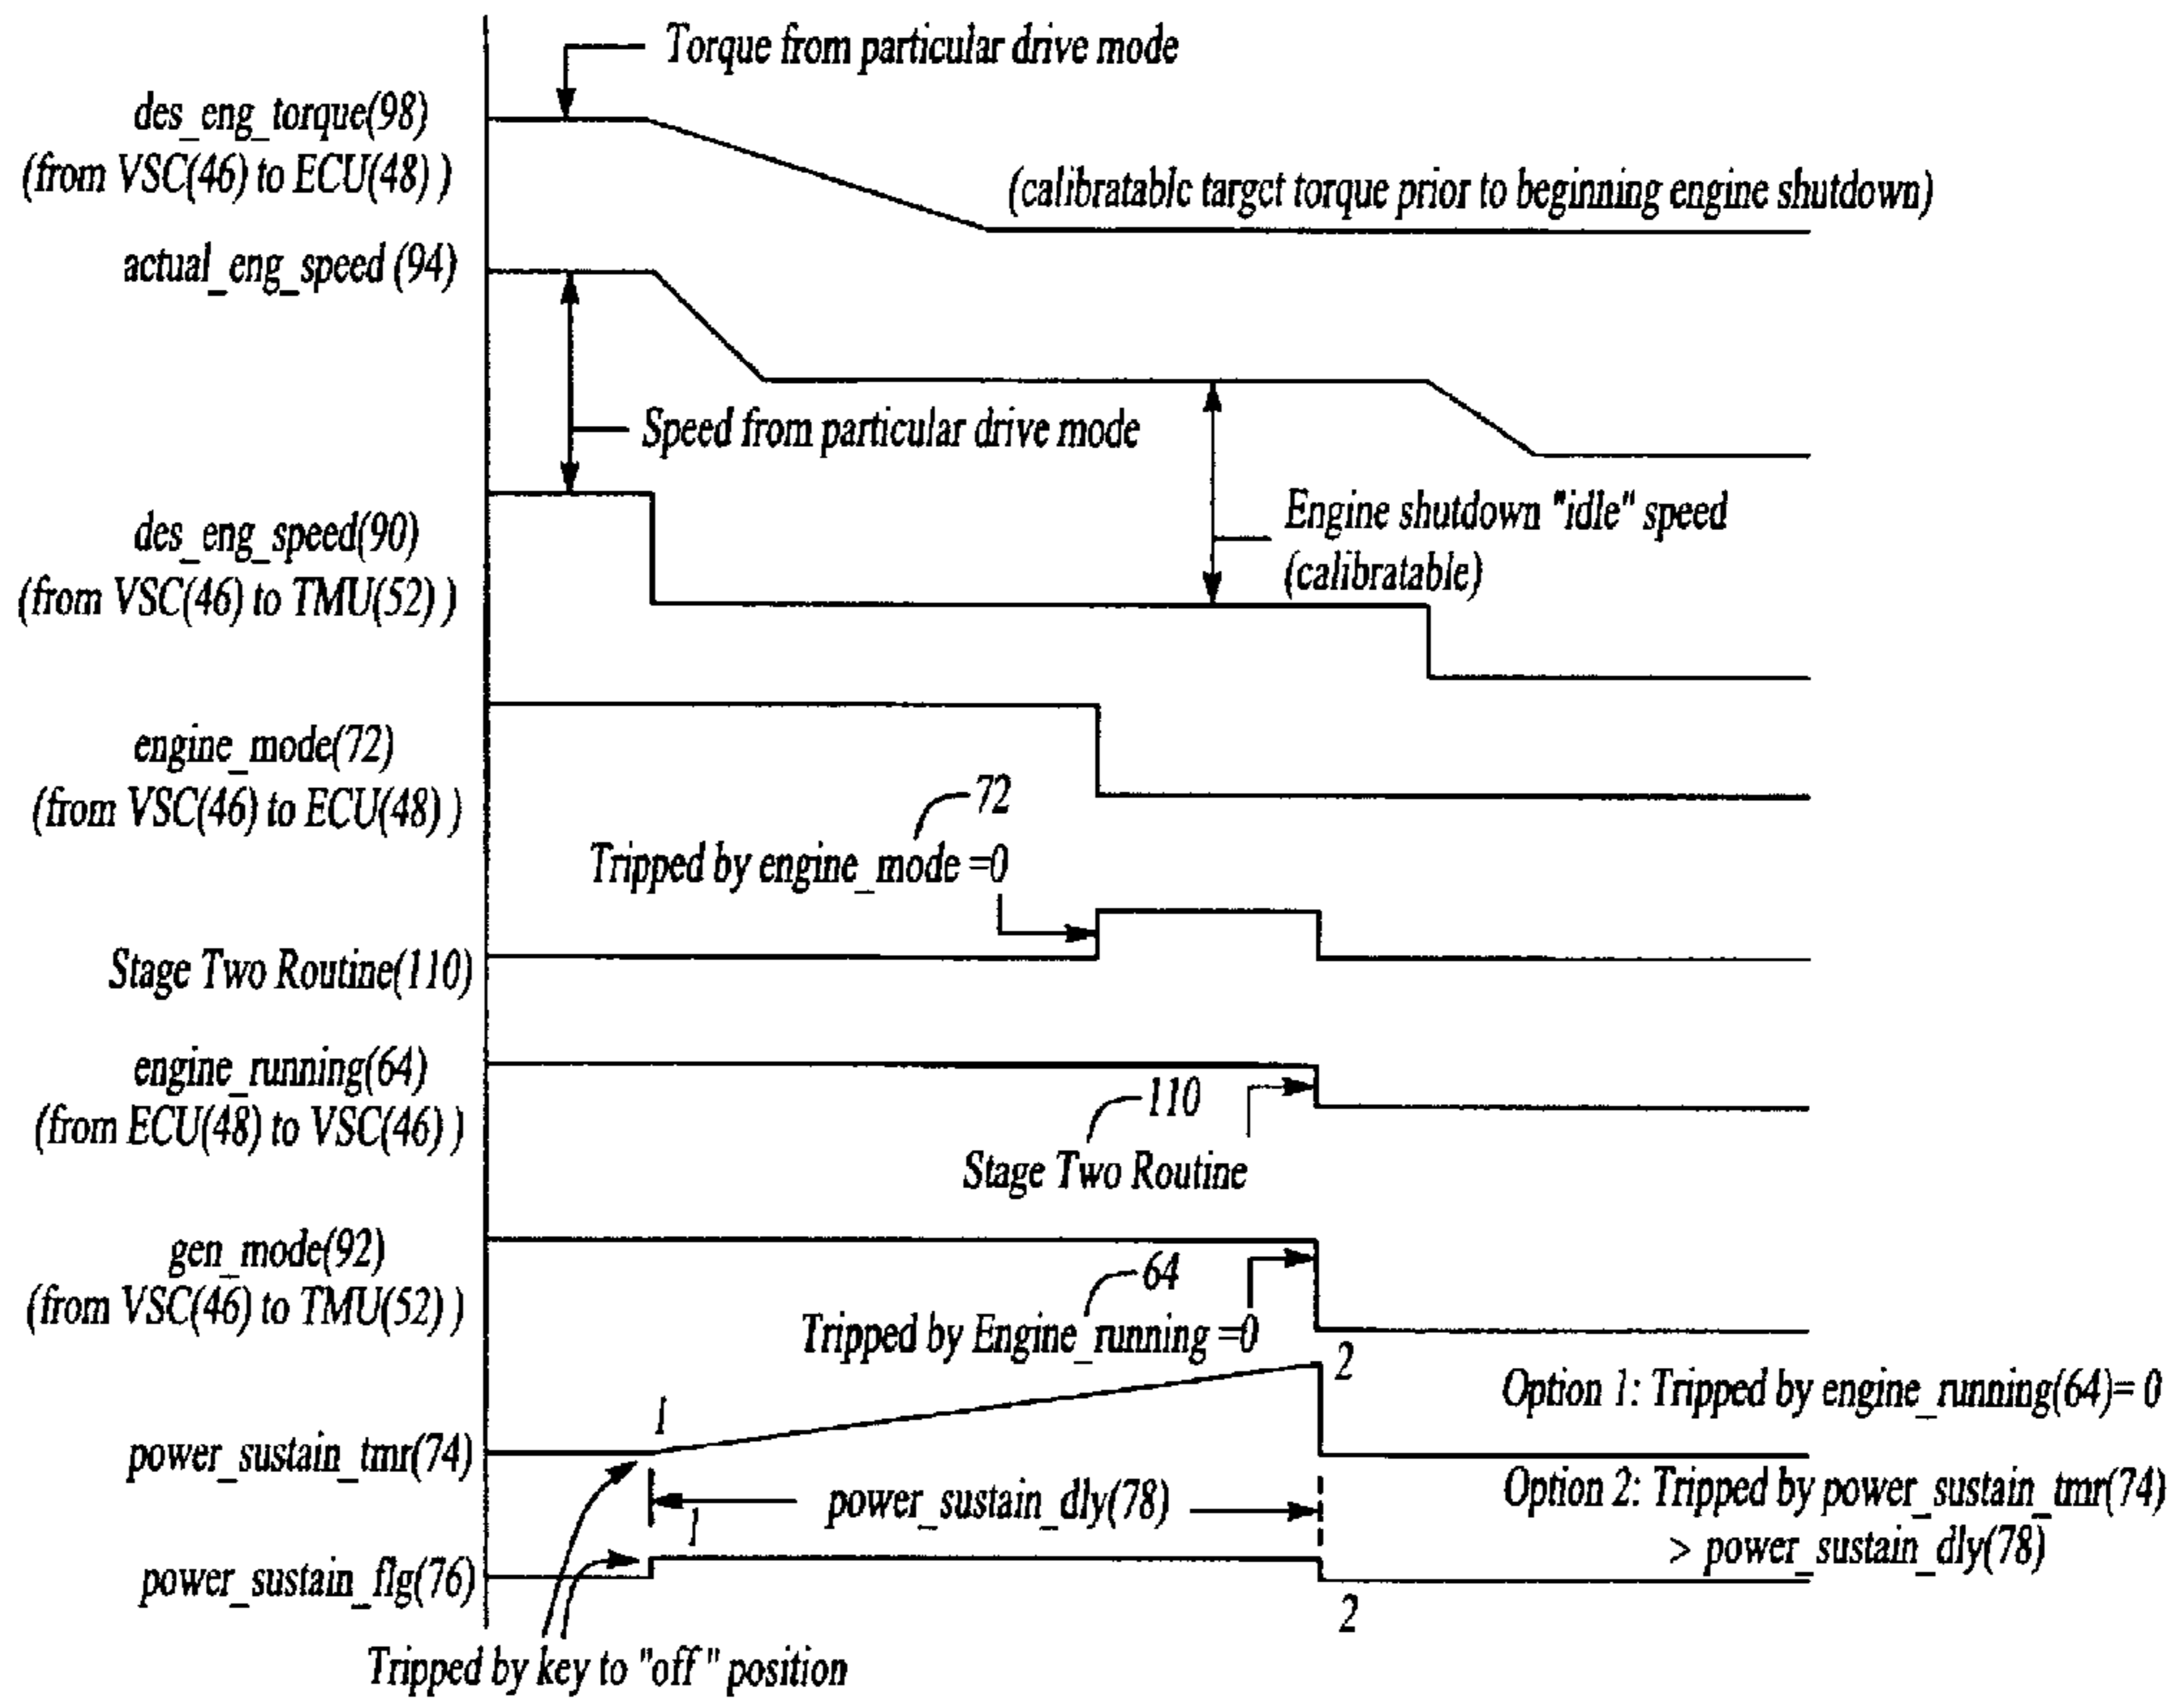 Torque from particular drive mode
des_eng_torque(98)
(from VSC(46) to ECU(48) )
(calibratable target torque prior to beginning engine shutdown)
actual_eng_speed (94)
Speed from particular drive mode
des_eng_speed(90)
(from VSC(46) to TMU(52) )
Engine shutdown "idle" speed
(calibratable)
engine_mode(72)
(from VSC(46) to ECU(48) )
72
Tripped by engine_mode =0
Stage Two Routine(110)
engine_running(64)
(from ECU(48) to VSC(46) )
110
Stage Two Routine
gen_mode(92)
(from VSC(46) to TMU(52) )
64
Tripped by Engine_running =0
2
Option 1: Tripped by engine_running(64)= 0
1
power_sustain_tmr(74)
power_sustain_dly(78)
Option 2: Tripped by power_sustain_tmr(74)
> power_sustain_dly(78)
1
power_sustain_flg(76)
2
Tripped by key to "off" position